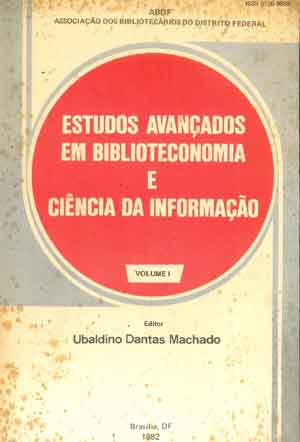 ABDF
ASSOCIAÇÃO DOS BIBLIOTECÁRIOS DO DISTRITO FEDERAL
ESTUDOS AVANÇADOS
EM BIBLIOTECONOMIA
E
CIÊNCIA DA INFORMAÇÃO
VOLUME I
Editor
Ubaldino Dantas Machado
Brasília, DF
1982